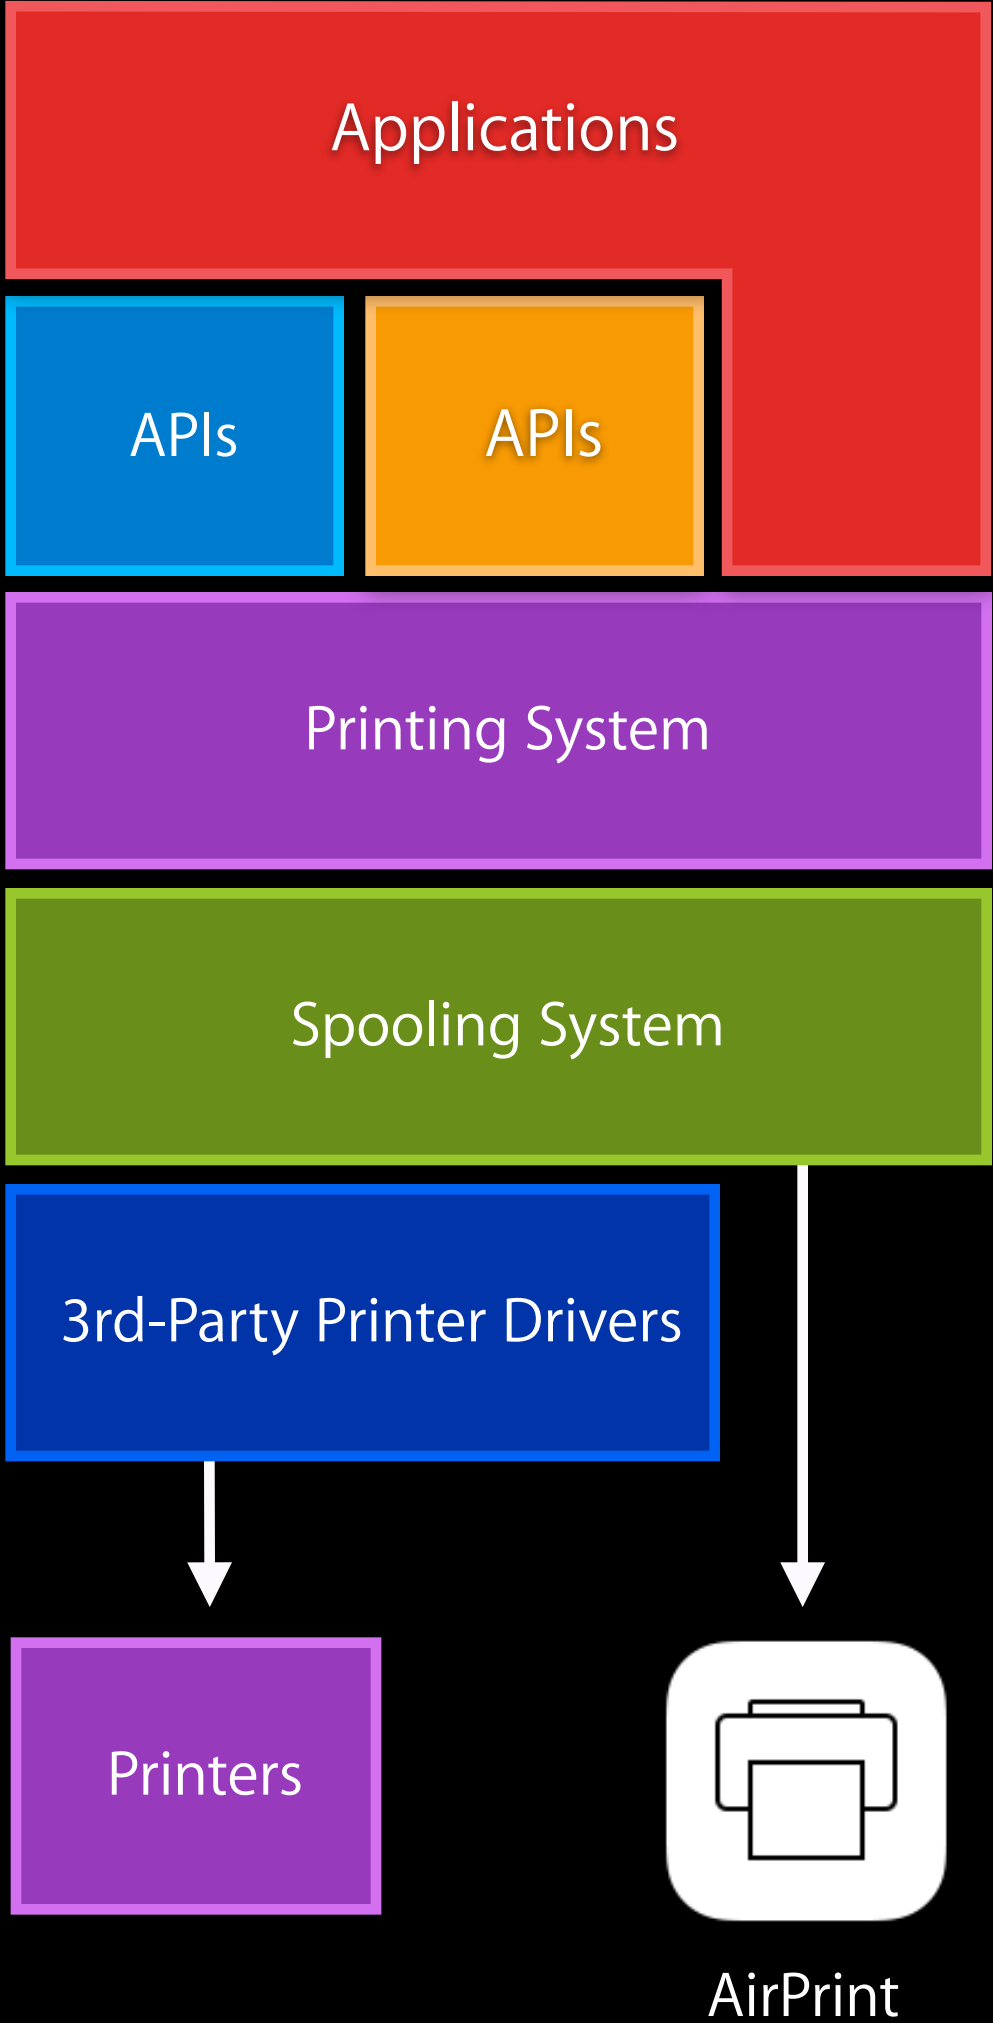 Applications
APIs
APIs
Printing System
Spooling System
3rd-Party Printer Drivers
Printers
AirPrint